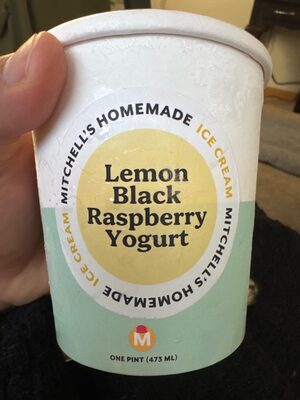 MITCHELL'S HOMEMADE ICE CREAM
MITCHELL'S HOMEMADE ICE CREAM
Lemon
Black
Raspberry
Yogurt
M
ONE PINT (473 ML)